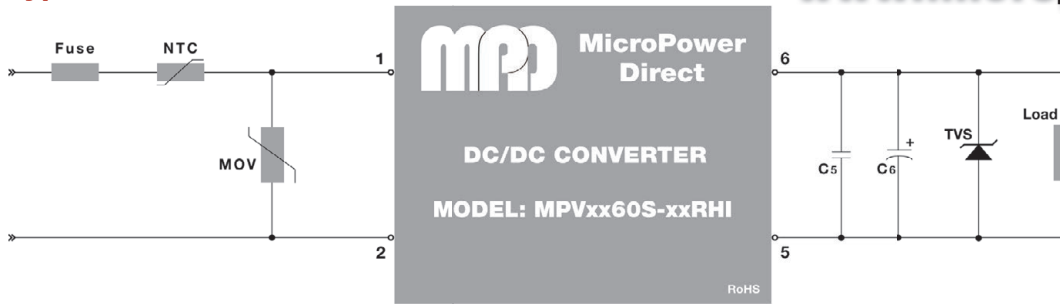 Fuse
NTC
1
MOV
2
MPD
MicroPower
Direct
DC/DC CONVERTER
MODEL: MPVxx60S-xxRHI
RoHS
6
C5
C6
+
TVS
Load
5